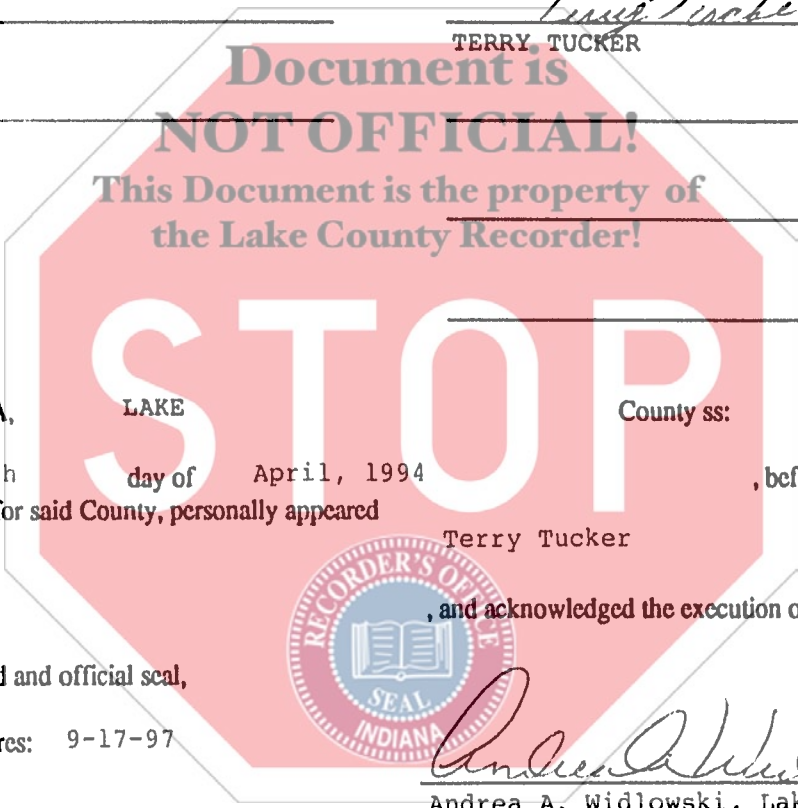 TERRY TUCKER
Document is
NOT OFFICIAL!
This Document is the property of
the Lake County Recorder!
STOP
LAKE County ss:
day of April, 1994
or said County, personally appeared
Terry Tucker
, and acknowledged the execution
RECORDER'S OFFICE
SEAL
INDIANA
and official seal,
res: 9-17-97
Andrea A. Widlowski, Lak